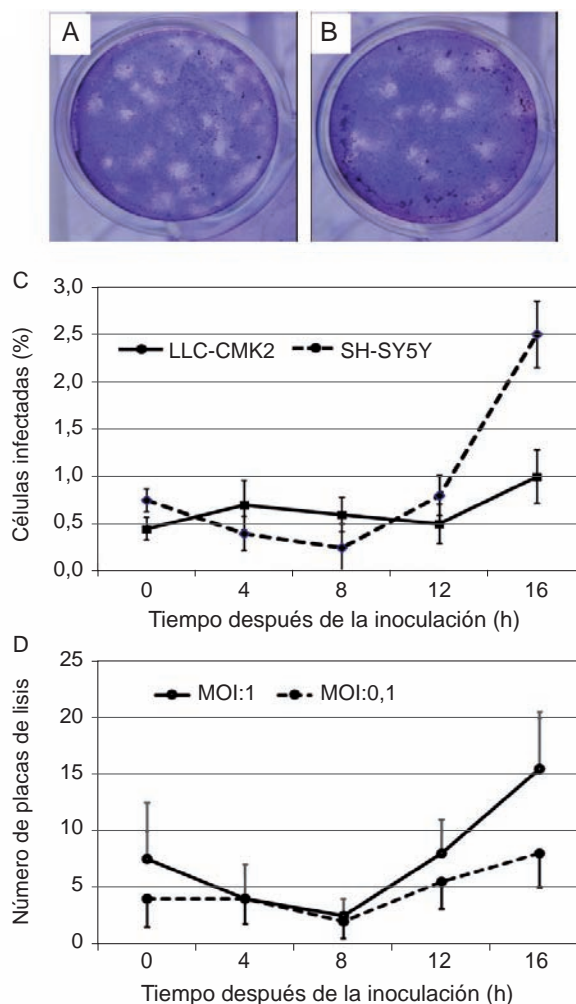 A
B
C
Células infectadas (%)
3,0
2,5
2,0
1,5
1,0
0,5
0,0
LLC-CMK2
SH-SY5Y
0 4 8 12 16
Tiempo después de la inoculación (h)
D
Número de placas de lisis
25
20
15
10
5
0
MOI:1
MOI:0,1
0 4 8 12 16
Tiempo después de la inoculación (h)